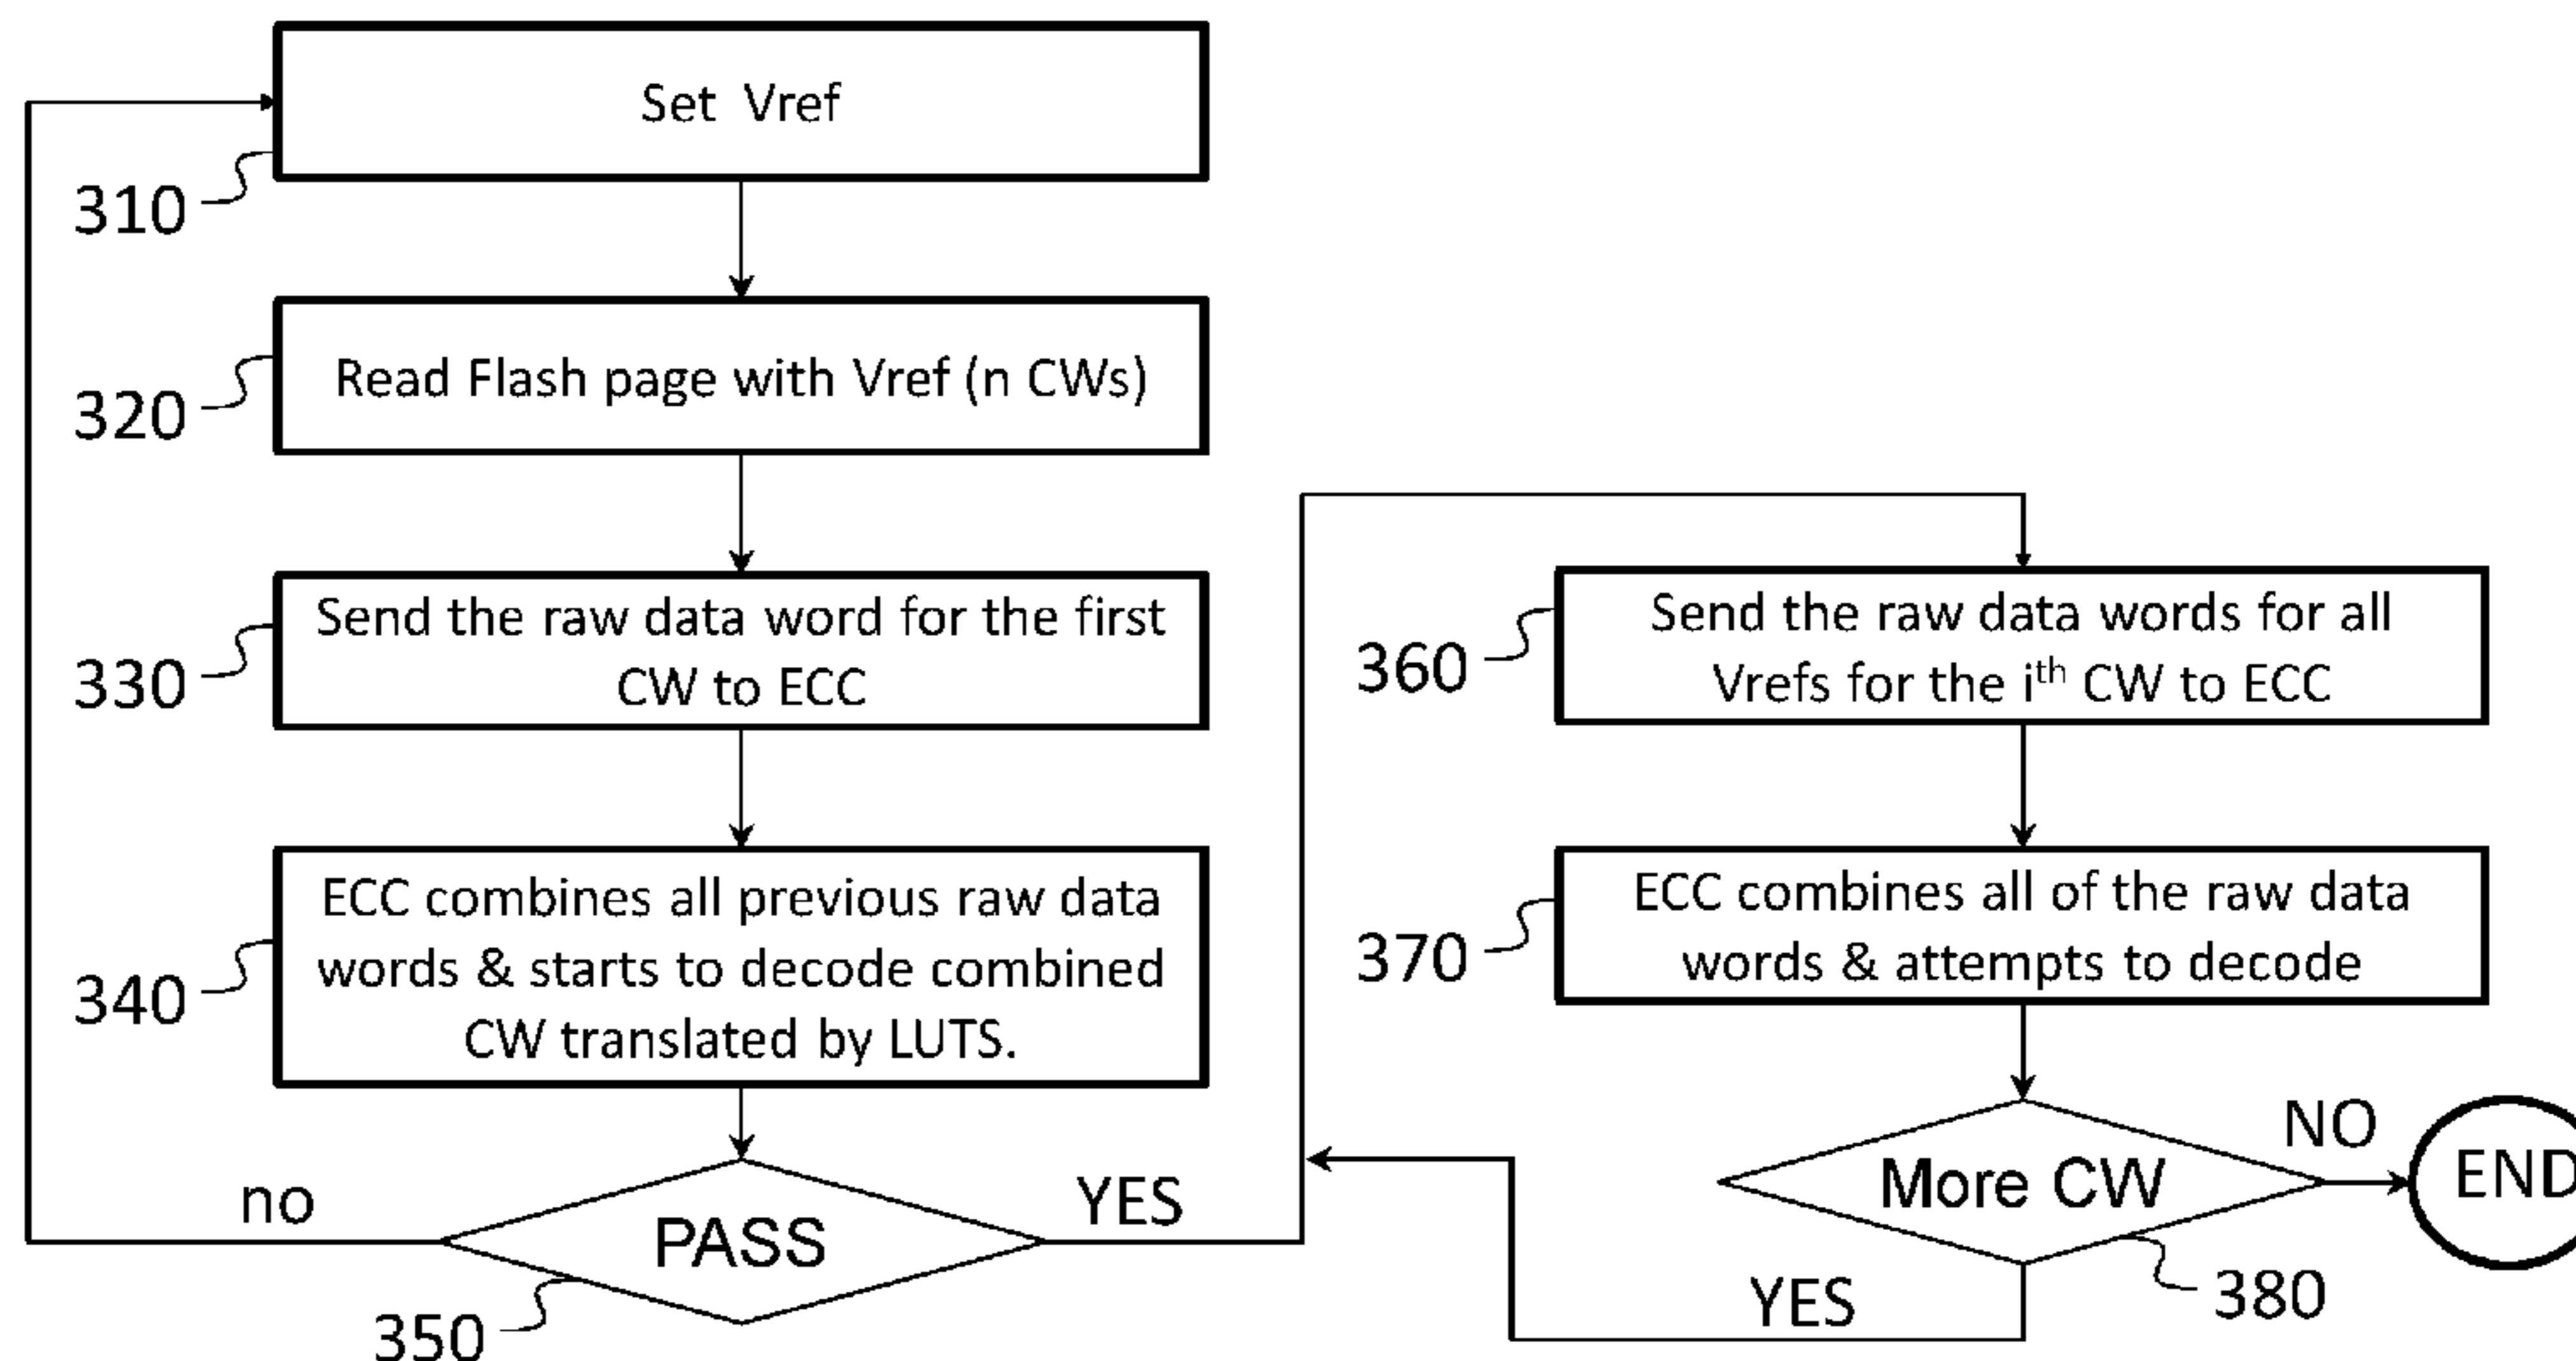 Set Vref
310
Read Flash page with Vref (n CWs)
320
Send the raw data word for the first
CW to ECC
330
ECC combines all previous raw data
words & starts to decode combined
CW translated by LUTS.
340
no
PASS
YES
350
Send the raw data words for all
Vrefs for the ith CW to ECC
360
ECC combines all of the raw data
words & attempts to decode
370
More CW
NO
END
YES
380